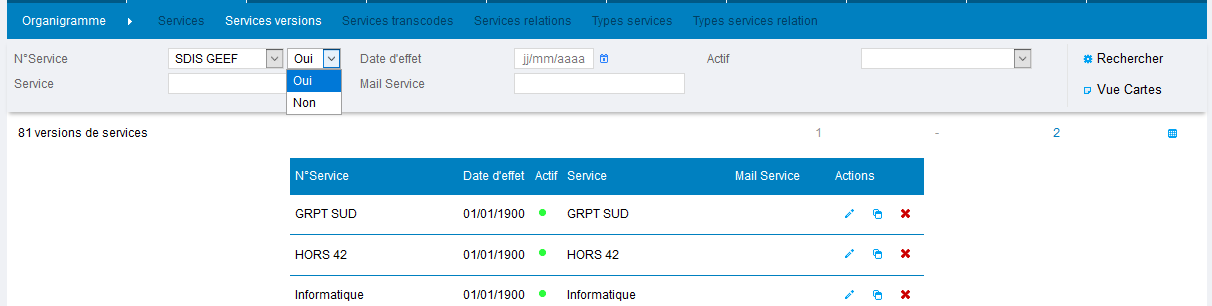 Organigramme Services Services versions Services transcodes Services relations Types services Types services relation
N°Service SDIS GEEF Oui Date d'effet jj/mm/aaaa Actif Rechercher
Oui
Service Mail Service Vue Cartes
Non
81 versions de services 1 - 2
N°Service Date d'effet Actif Service Mail Service Actions
GRPT SUD 01/01/1900 GRPT SUD
HORS 42 01/01/1900 HORS 42
Informatique 01/01/1900 Informatique